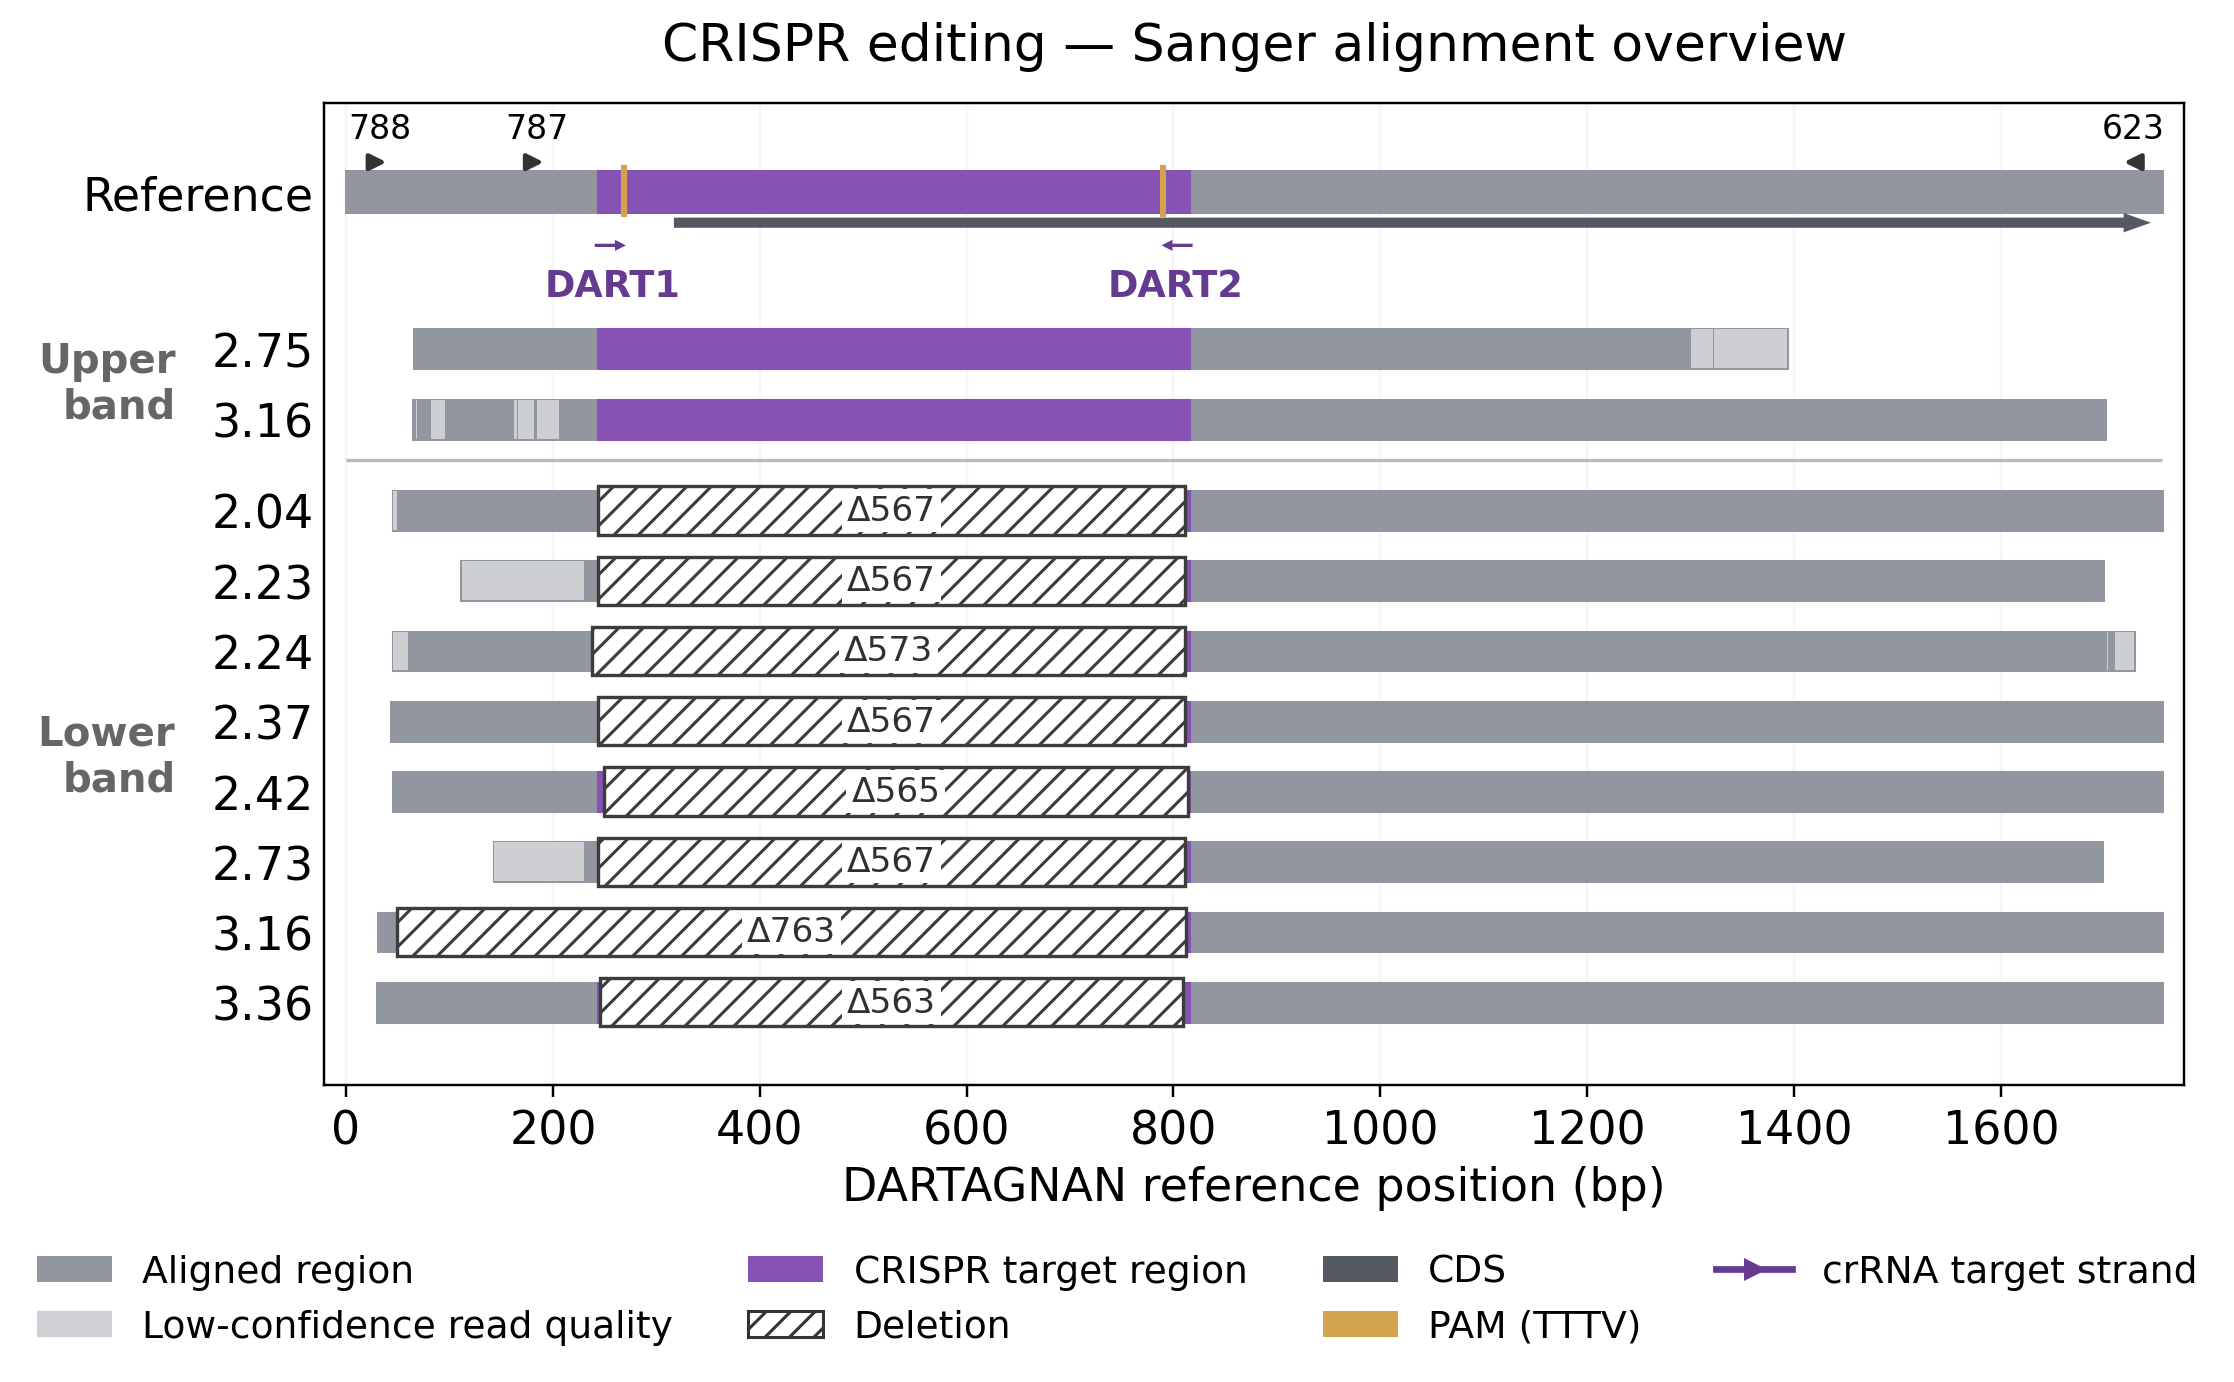 CRISPR editing — Sanger alignment overview
788
787
623
Reference
DART1
DART2
Upper
band
2.75
3.16
2.04
Δ567
2.23
Δ567
2.24
Δ573
Lower
band
2.37
Δ567
2.42
Δ565
2.73
Δ567
3.16
Δ763
3.36
Δ563
0
200
400
600
800
1000
1200
1400
1600
DARTAGNAN reference position (bp)
Aligned region
Low-confidence read quality
CRISPR target region
Deletion
CDS
PAM (TTTV)
crRNA target strand